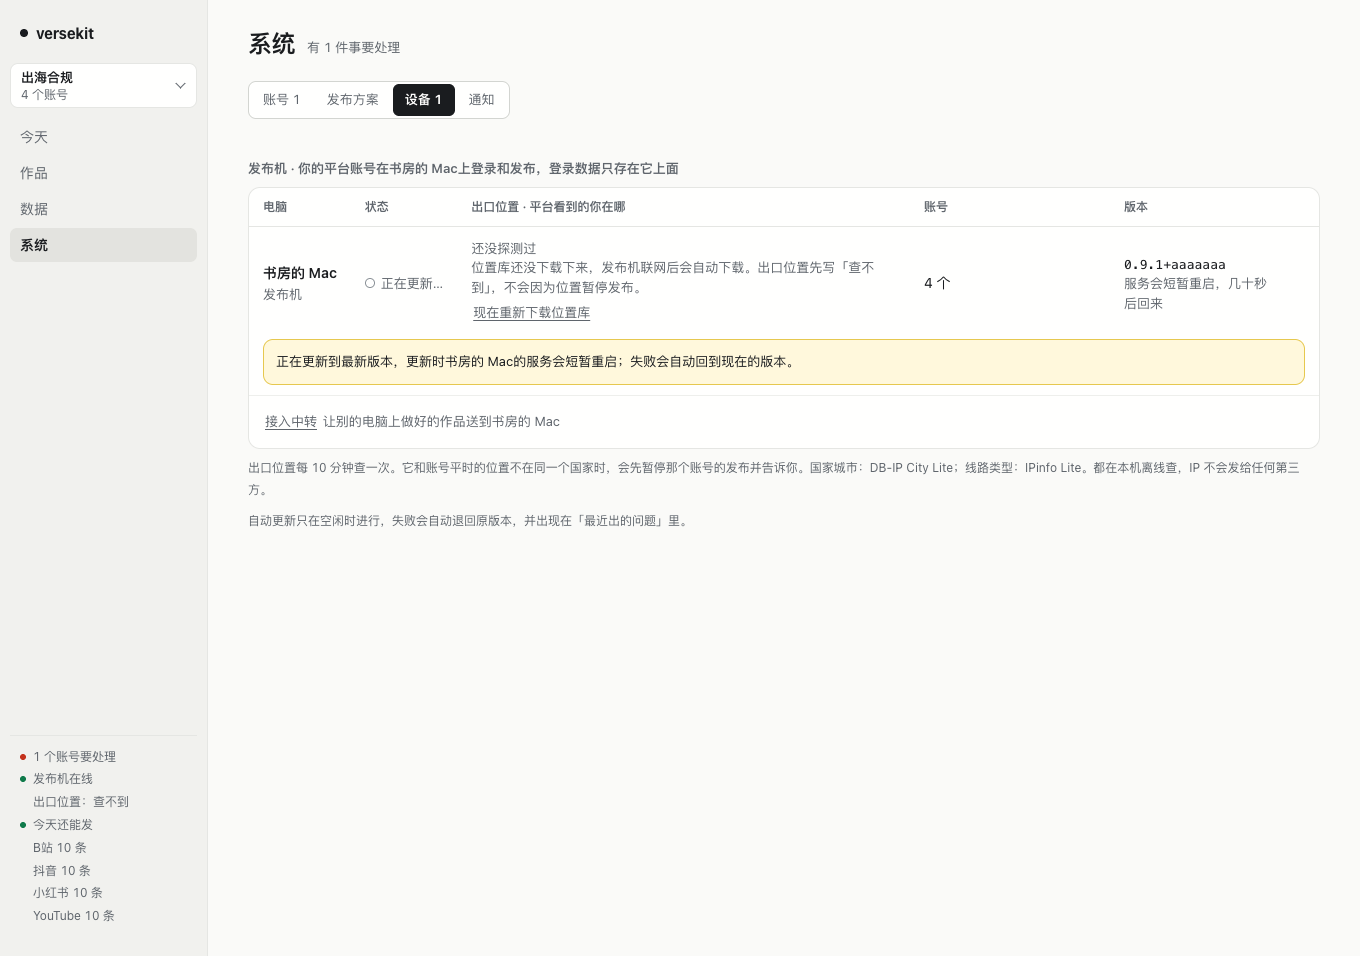 versekit
出海合规
4 个账号
今天
作品
数据
系统
1 个账号要处理
发布机在线
出口位置：查不到
今天还能发
B站 10 条
抖音 10 条
小红书 10 条
YouTube 10 条
系统 有 1 件事要处理
账号 1 发布方案 设备 1 通知
发布机 · 你的平台账号在书房的 Mac上登录和发布，登录数据只存在它上面
电脑 状态 出口位置 · 平台看到的你在哪 账号 版本
书房的 Mac
发布机
正在更新…
还没探测过
位置库还没下载下来，发布机联网后会自动下载。出口位置先写「查不
到」，不会因为位置暂停发布。
现在重新下载位置库
4 个
0.9.1+aaaaaaa
服务会短暂重启，几十秒
后回来
正在更新到最新版本，更新时书房的 Mac的服务会短暂重启；失败会自动回到现在的版本。
接入中转 让别的电脑上做好的作品送到书房的 Mac
出口位置每 10 分钟查一次。它和账号平时的位置不在同一个国家时，会先暂停那个账号的发布并告诉你。国家城市：DB-IP City Lite；线路类型：IPinfo Lite。都在本机离线查，IP 不会发给任何第三
方。
自动更新只在空闲时进行，失败会自动退回原版本，并出现在「最近出的问题」里。